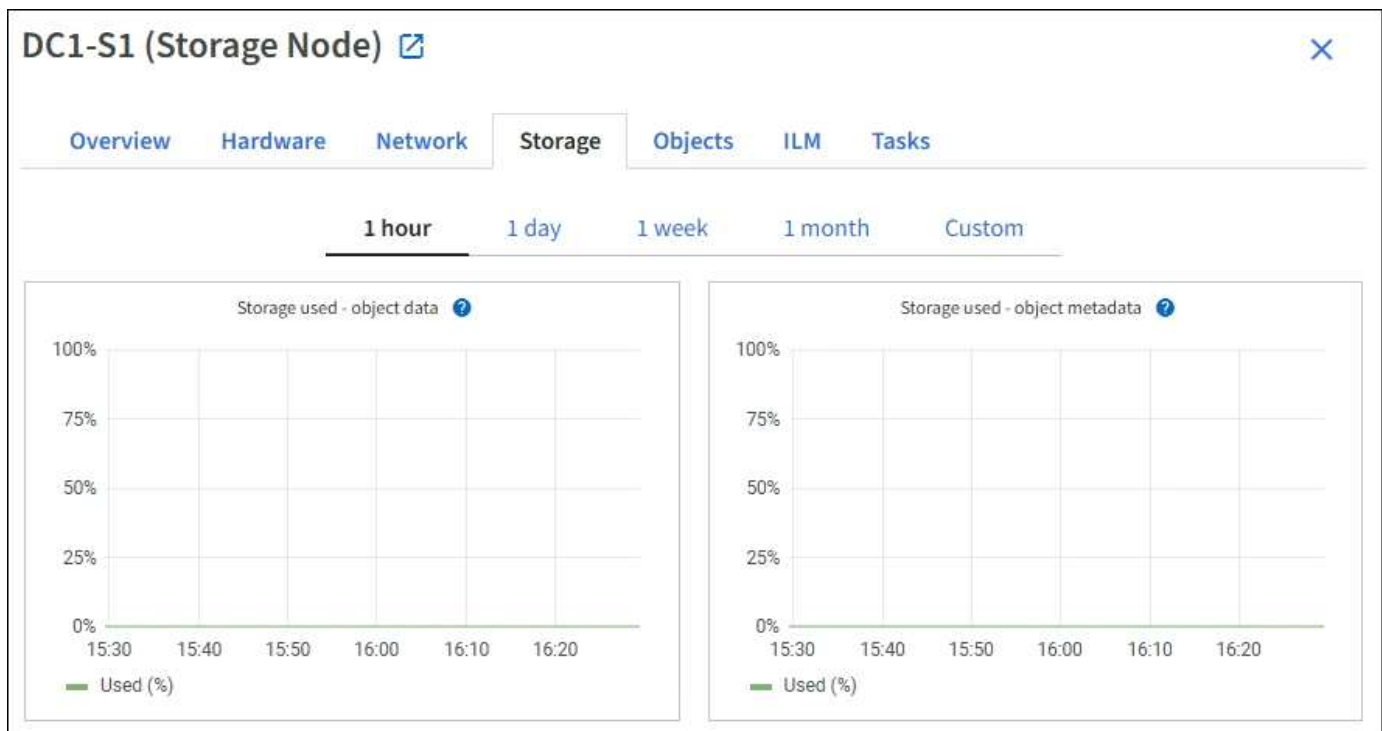 DC1-S1 (Storage Node)
Overview Hardware Network Storage Objects ILM Tasks
1 hour 1 day 1 week 1 month Custom
Storage used - object data ?
100%
75%
50%
25%
0%
15:30 15:40 15:50 16:00 16:10 16:20
Used (%)
Storage used - object metadata ?
100%
75%
50%
25%
0%
15:30 15:40 15:50 16:00 16:10 16:20
Used (%)